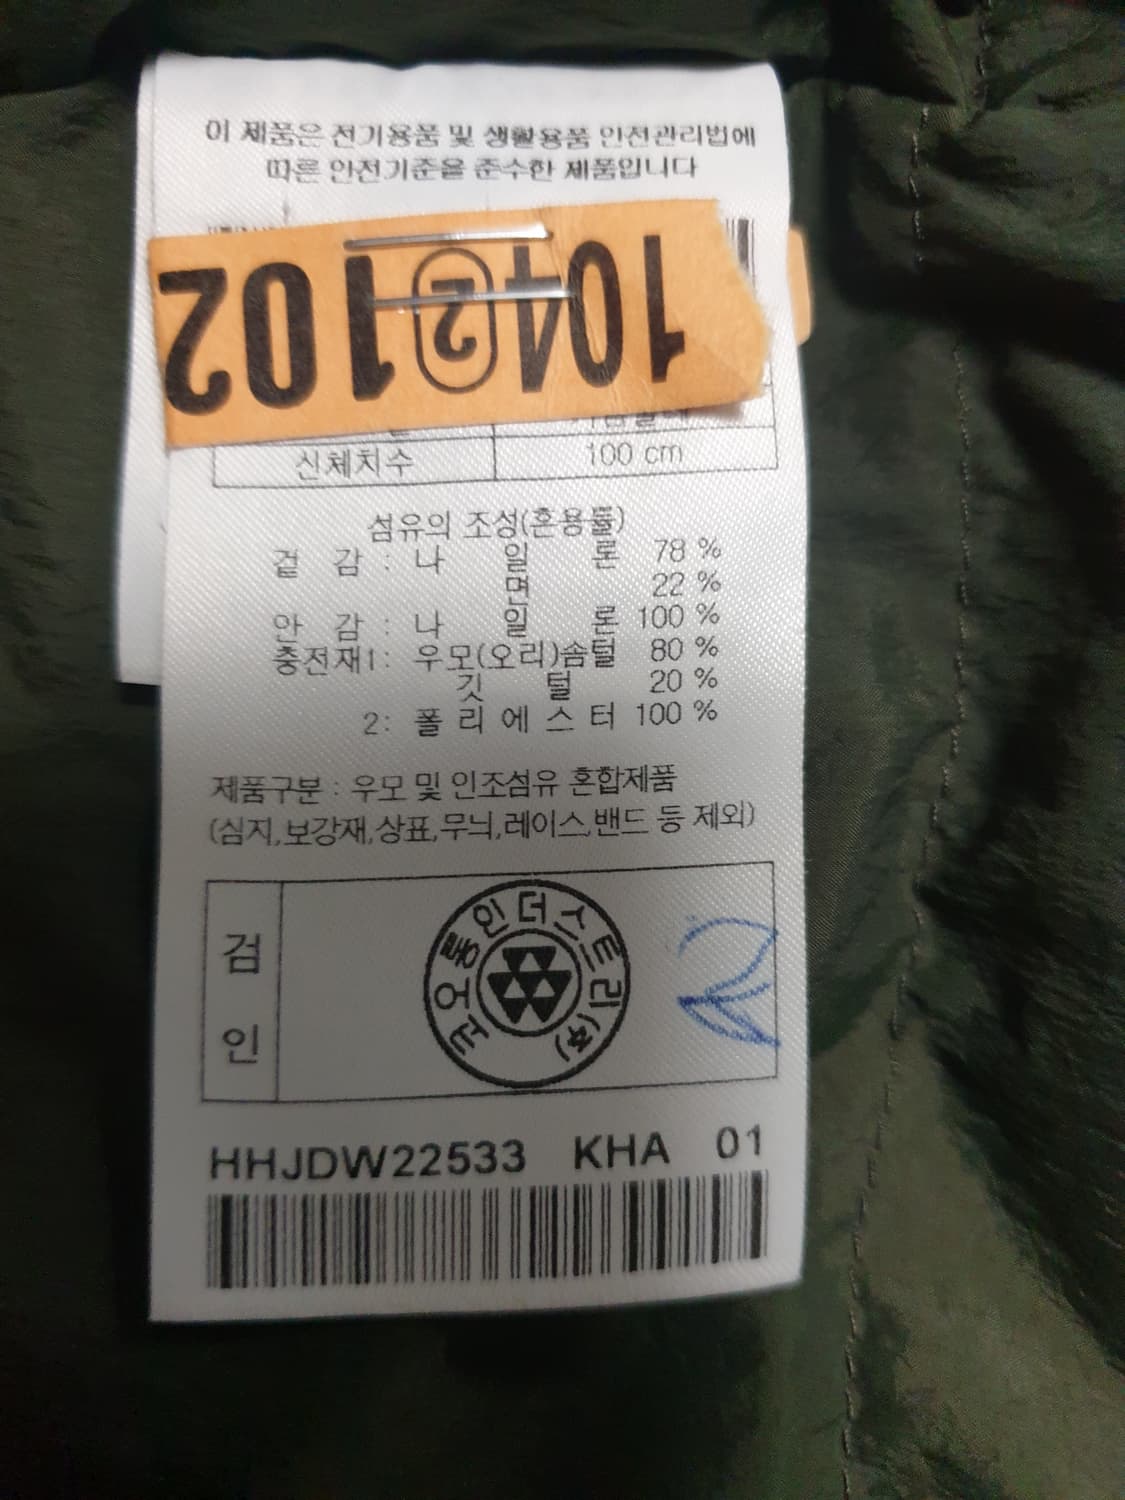 이 제품은 전기용품 및 생활용품 안전관리법에
따른 안전기준을 준수한 제품입니다
104 2 102
신체치수 100 cm
섬유의 조성(혼용률)
겉 감 : 나 일 론 78 %
면 22 %
안 감 : 나 일 론 100 %
충전재1: 우모(오리)솜털 80 %
깃 털 20 %
2: 폴 리 에 스 터 100 %
제품구분 : 우모 및 인조섬유 혼합제품
(심지,보강재,상표,무늬,레이스,밴드 등 제외)
검
인
코오롱인더스트리(주)
HHJDW22533 KHA 01